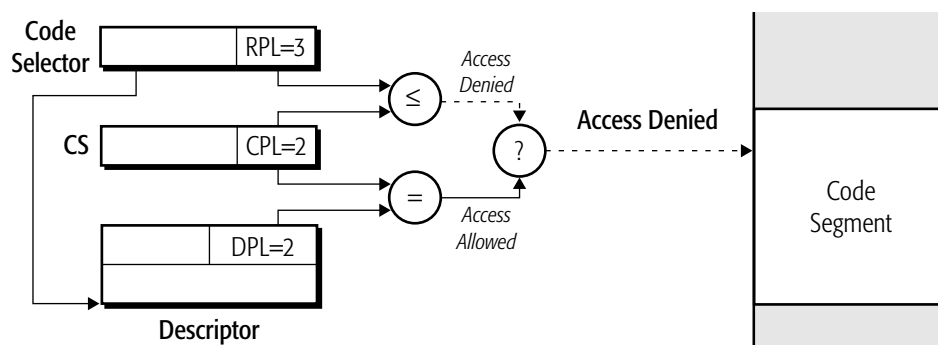 Code
Selector
RPL=3
Access
Denied
≤
CS
CPL=2
?
Access Denied
=
Access
Allowed
DPL=2
Descriptor
Code
Segment